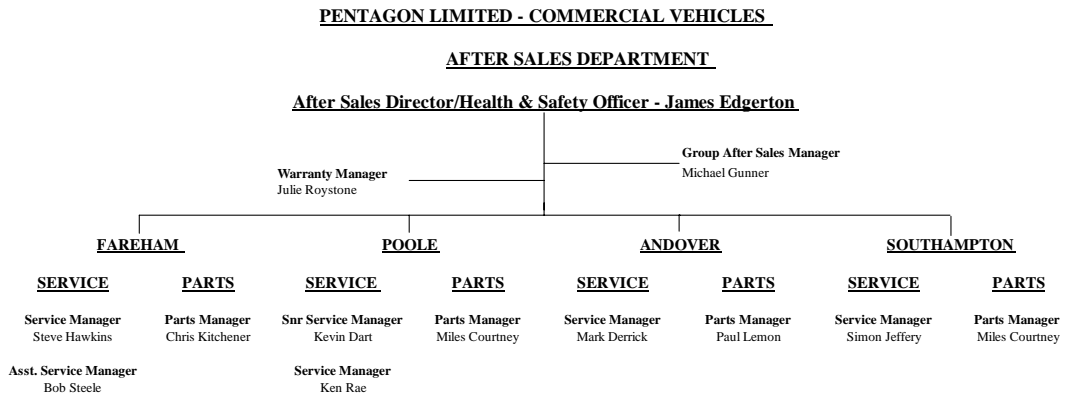 PENTAGON LIMITED - COMMERCIAL VEHICLES
AFTER SALES DEPARTMENT
After Sales Director/Health & Safety Officer - James Edgerton
Group After Sales Manager
Michael Gunner
Warranty Manager
Julie Roystone
FAREHAM POOLE ANDOVER SOUTHAMPTON
SERVICE PARTS SERVICE PARTS SERVICE PARTS SERVICE PARTS
Service Manager Parts Manager Snr Service Manager Parts Manager Service Manager Parts Manager Service Manager Parts Manager
Steve Hawkins Chris Kitchener Kevin Dart Miles Courtney Mark Derrick Paul Lemon Simon Jeffery Miles Courtney
Asst. Service Manager Service Manager
Bob Steele Ken Rae